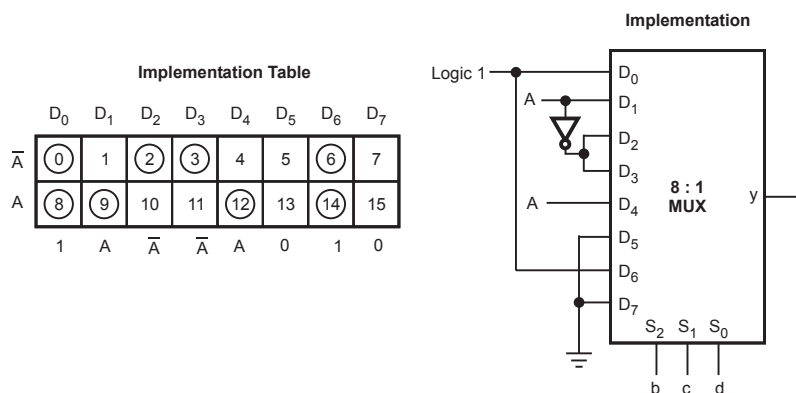 Implementation
Implementation Table
D0 D1 D2 D3 D4 D5 D6 D7
A̅ 0 1 2 3 4 5 6 7
A 8 9 10 11 12 13 14 15
1 A A̅ A̅ A 0 1 0
Logic 1
A
A
D0
D1
D2
D3
D4
D5
D6
D7
8 : 1
MUX
y
S2 S1 S0
b c d